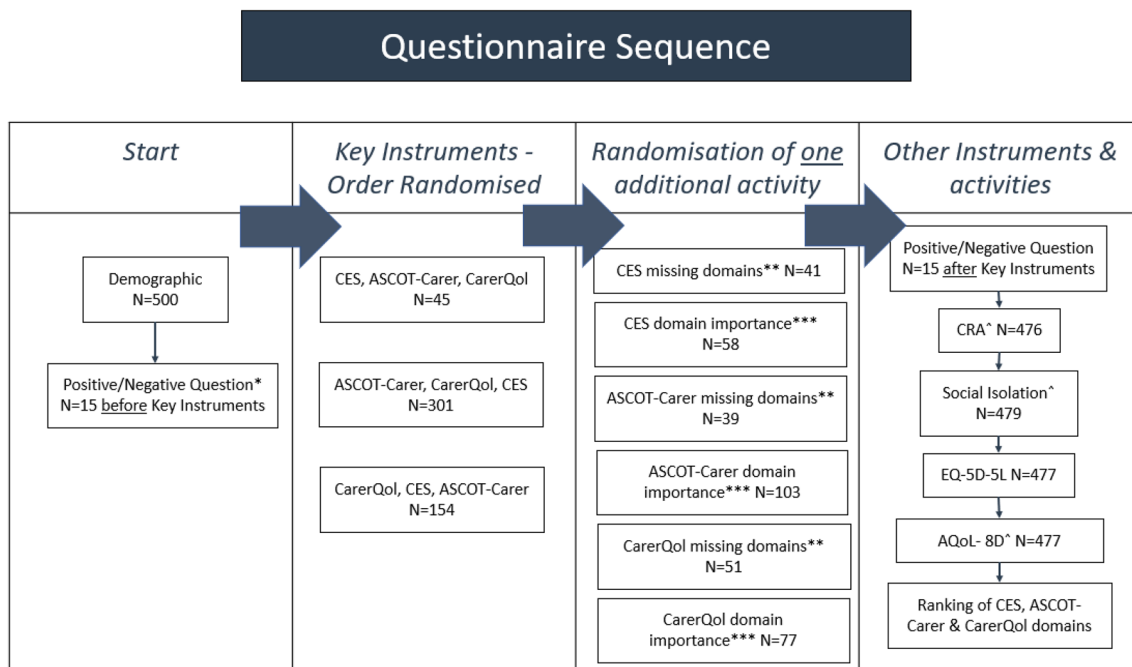 Questionnaire Sequence
Start
Key Instruments -
Order Randomised
Randomisation of one
additional activity
Other Instruments &
activities
Demographic
N=500
Positive/Negative Question*
N=15 before Key Instruments
CES, ASCOT-Carer, CarerQol
N=45
ASCOT-Carer, CarerQol, CES
N=301
CarerQol, CES, ASCOT-Carer
N=154
CES missing domains** N=41
CES domain importance***
N=58
ASCOT-Carer missing domains**
N=39
ASCOT-Carer domain
importance*** N=103
CarerQol missing domains**
N=51
CarerQol domain
importance*** N=77
Positive/Negative Question
N=15 after Key Instruments
CRA^ N=476
Social Isolation^
N=479
EQ-5D-5L N=477
AQoL- 8D^ N=477
Ranking of CES, ASCOT-
Carer & CarerQol domains